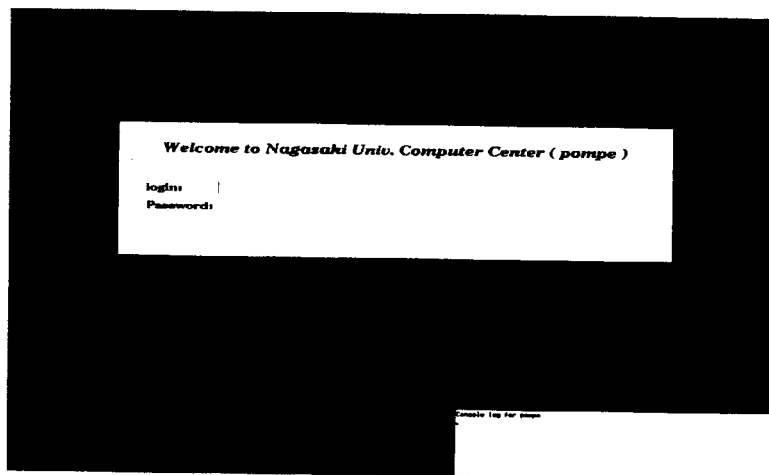 Welcome to Nagasaki Univ. Computer Center ( pompe )
login:
Password:
Console log for pompe